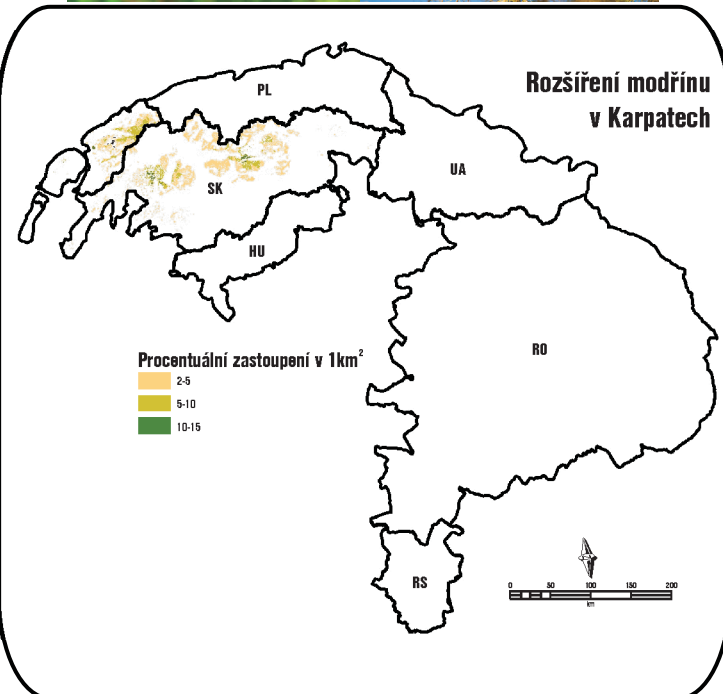 Rozšíření modřínu
v Karpatech
PL
UA
SK
HU
RO
RS
Procentuální zastoupení v 1km²
2-5
5-10
10-15
0 50 100 150 200
km